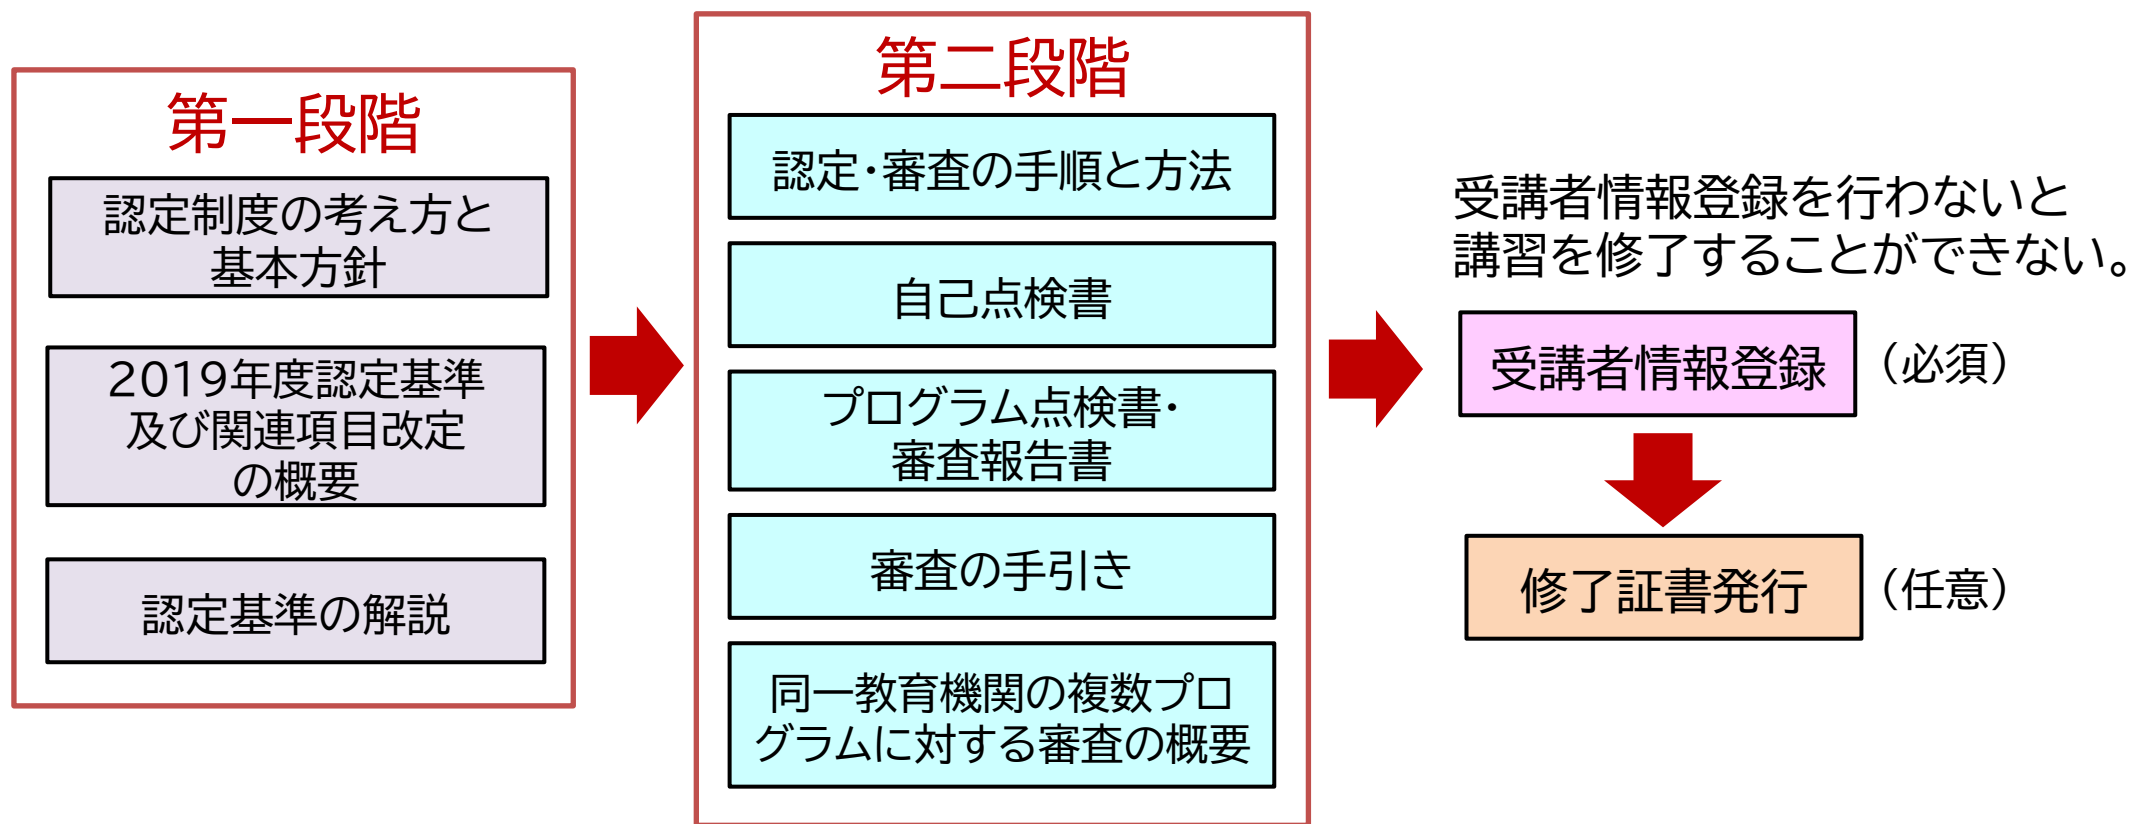 第一段階
認定制度の考え方と
基本方針
2019年度認定基準
及び関連項目改定
の概要
認定基準の解説
第二段階
認定・審査の手順と方法
自己点検書
プログラム点検書・
審査報告書
審査の手引き
同一教育機関の複数プロ
グラムに対する審査の概要
受講者情報登録を行わないと
講習を修了することができない。
受講者情報登録
（必須）
修了証書発行
（任意）